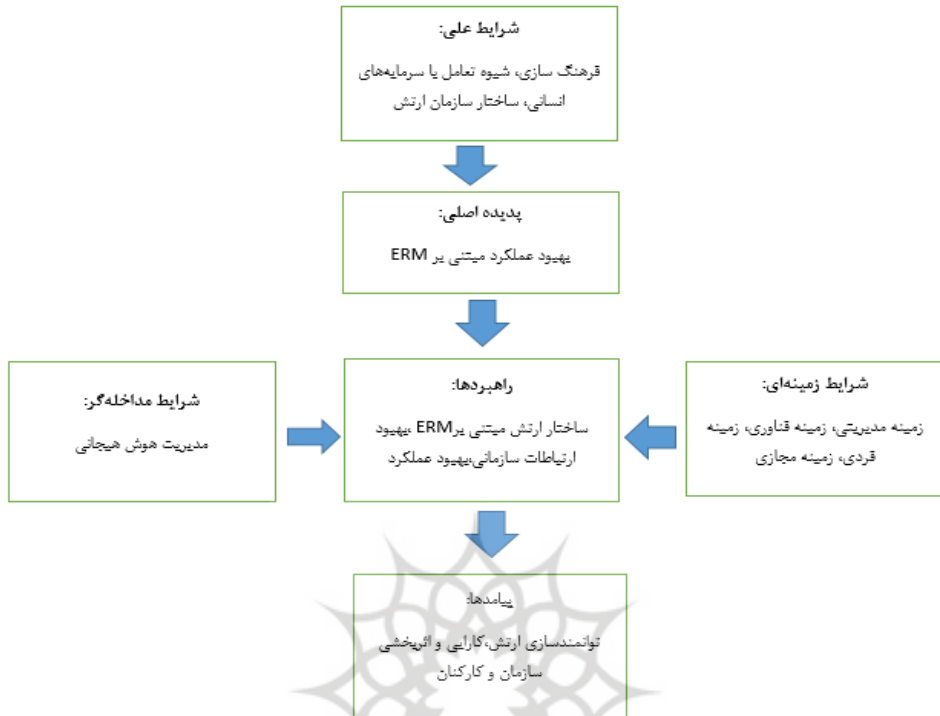 شرایط علی:
فرهنگ سازی، شیوه تعامل با سرمایه‌های
انسانی، ساختار سازمان ارتش
پدیده اصلی:
بهبود عملکرد مبتنی بر ERM
شرایط زمینه‌ای:
زمینه مدیریتی، زمینه فناوری، زمینه
فردی، زمینه مجازی
راهبردها:
ساختار ارتش مبتنی برERM ،بهبود
ارتباطات سازمانی،بهبود عملکرد
شرایط مداخله‌گر:
مدیریت هوش هیجانی
پیامدها:
توانمندسازی ارتش،کارایی و اثربخشی
سازمان و کارکنان